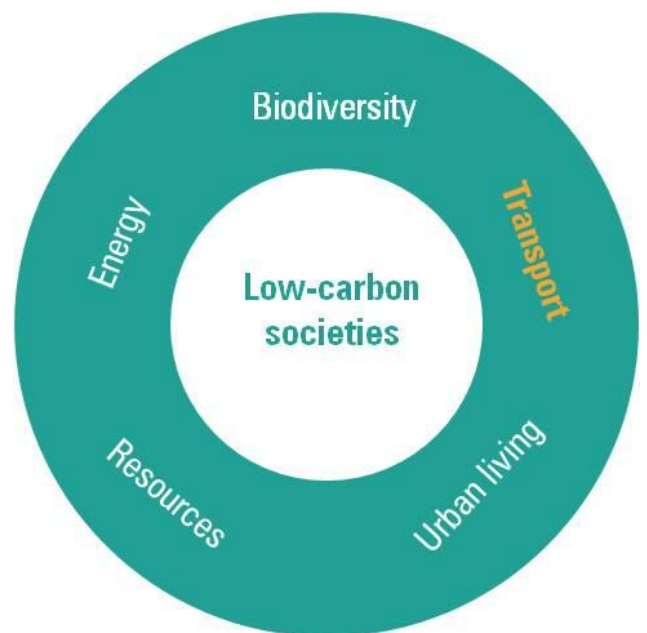 Biodiversity
Transport
Urban living
Resources
Energy
Low-carbon
societies